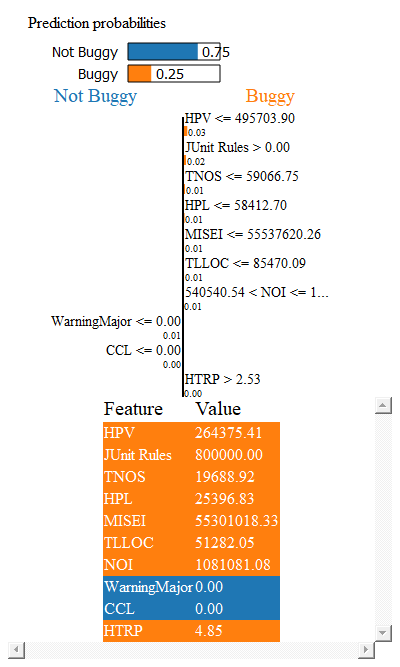 Prediction probabilities
Not Buggy 0.75
Buggy 0.25
Not Buggy Buggy
HPV <= 495703.90
0.03
JUnit Rules > 0.00
0.02
TNOS <= 59066.75
0.01
HPL <= 58412.70
0.01
MISEI <= 55537620.26
0.01
TLLOC <= 85470.09
0.01
540540.54 < NOI <= 1...
0.01
WarningMajor <= 0.00
0.01
CCL <= 0.00
0.00
HTRP > 2.53
0.00
Feature Value
HPV 264375.41
JUnit Rules 800000.00
TNOS 19688.92
HPL 25396.83
MISEI 55301018.33
TLLOC 51282.05
NOI 1081081.08
WarningMajor 0.00
CCL 0.00
HTRP 4.85